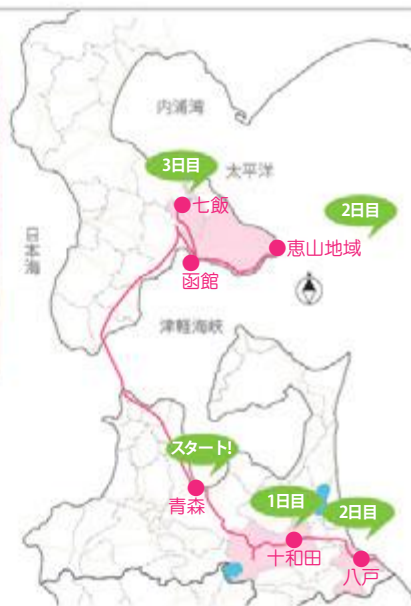 内浦湾
3日目
太平洋
七飯
2日目
日本海
恵山地域
函館
津軽海峡
スタート!
青森
1日目
2日目
十和田
八戸